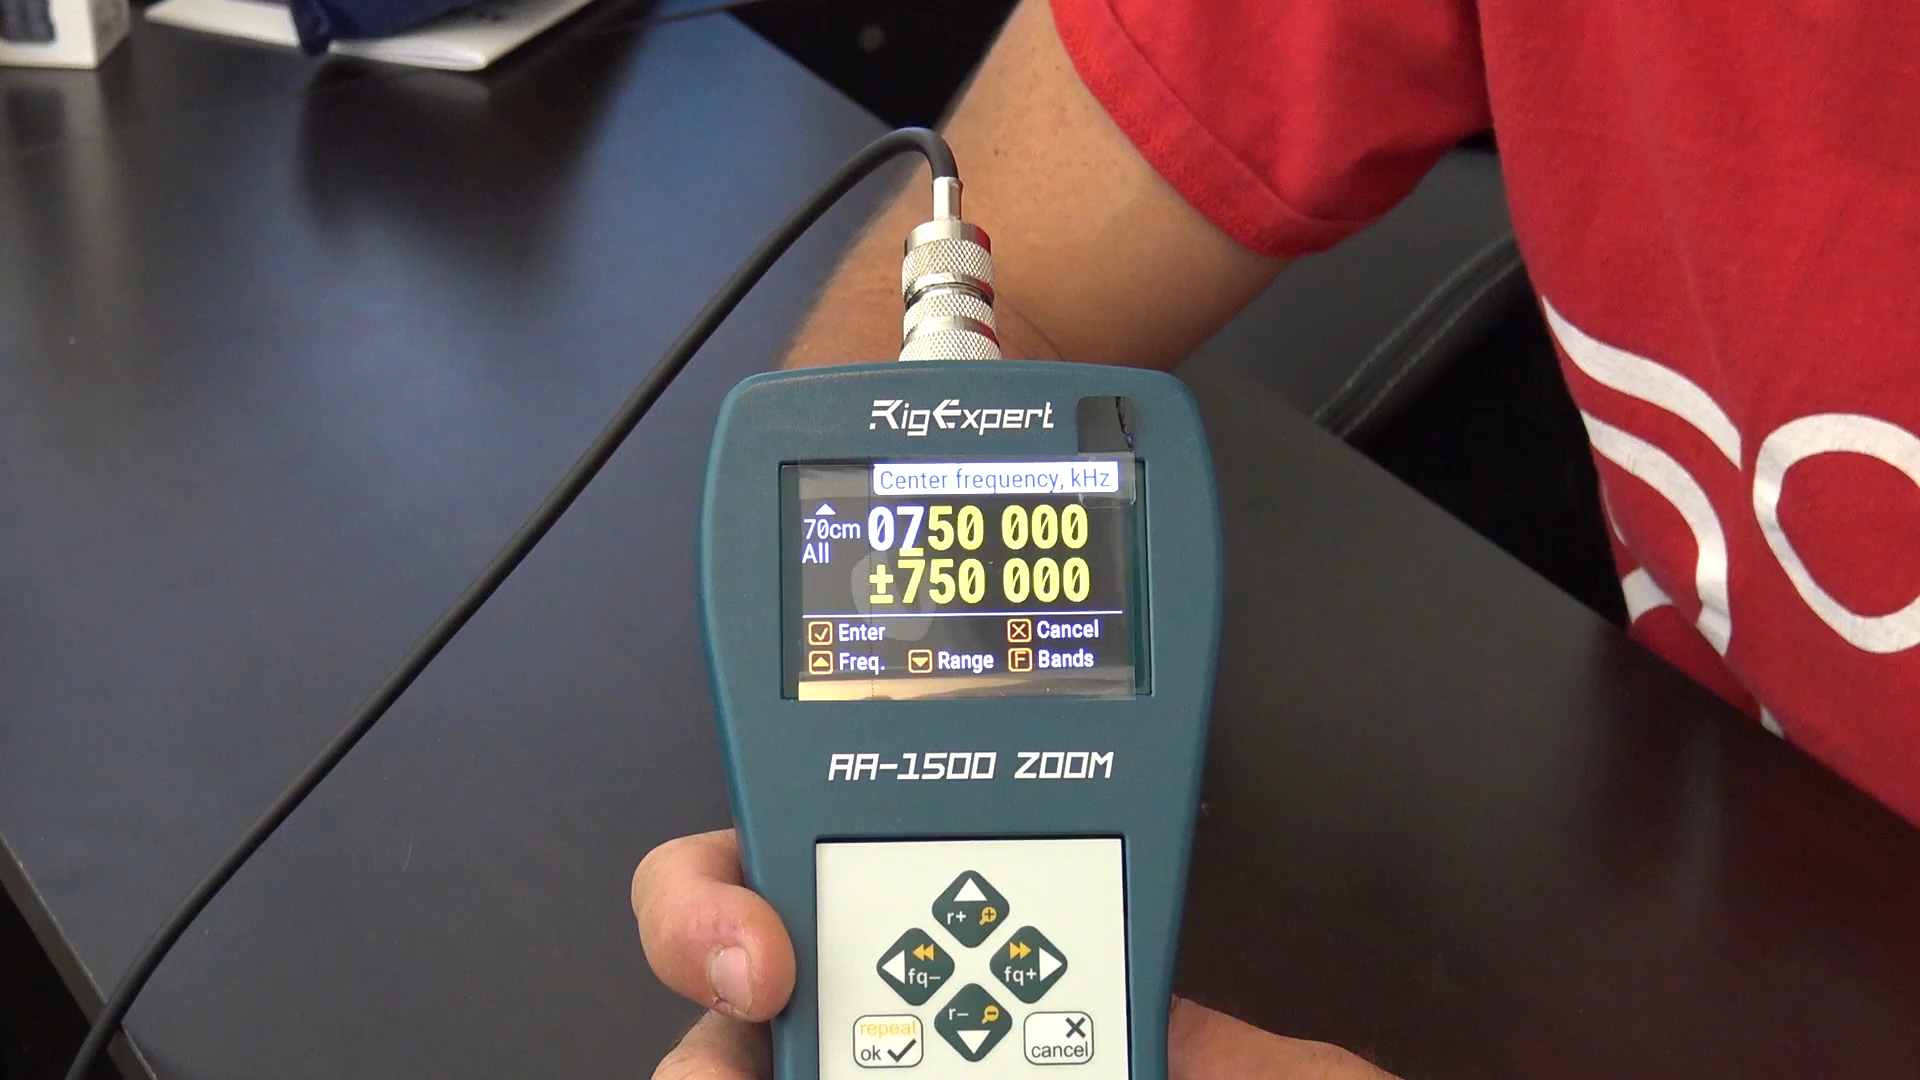 RigExpert
Center frequency, kHz
70cm 0750 000
All
±750 000
Enter Cancel
Freq. Range F Bands
AA-1500 ZOOM
r+
fq- fq+
r-
repeat
ok
cancel